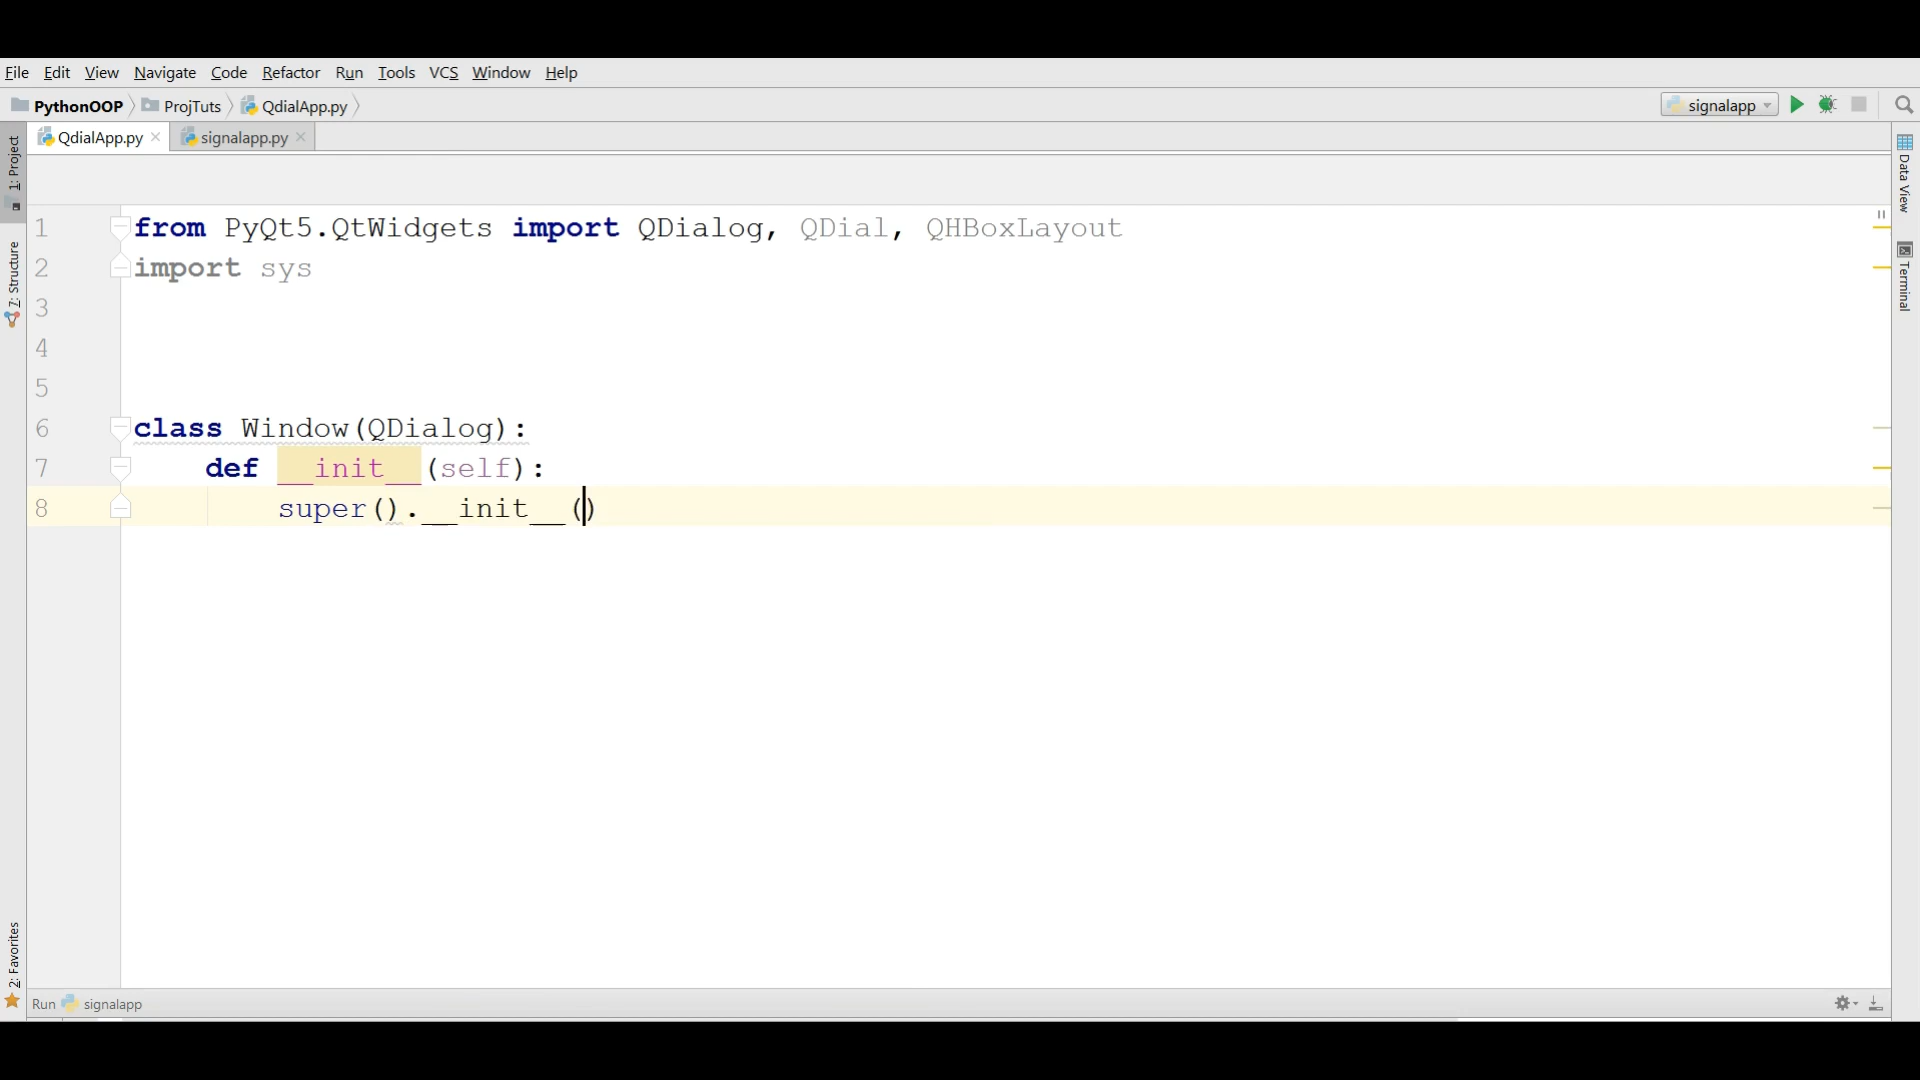 File Edit View Navigate Code Refactor Run Tools VCS Window Help
PythonOOP ProjTuts QdialApp.py signalapp
QdialApp.py signalapp.py
1: Project
7: Structure
2: Favorites
Data View
Terminal
1 from PyQt5.QtWidgets import QDialog, QDial, QHBoxLayout
2 import sys
3
4
5
6 class Window(QDialog):
7 def __init__(self):
8 super().__init__()
Run signalapp